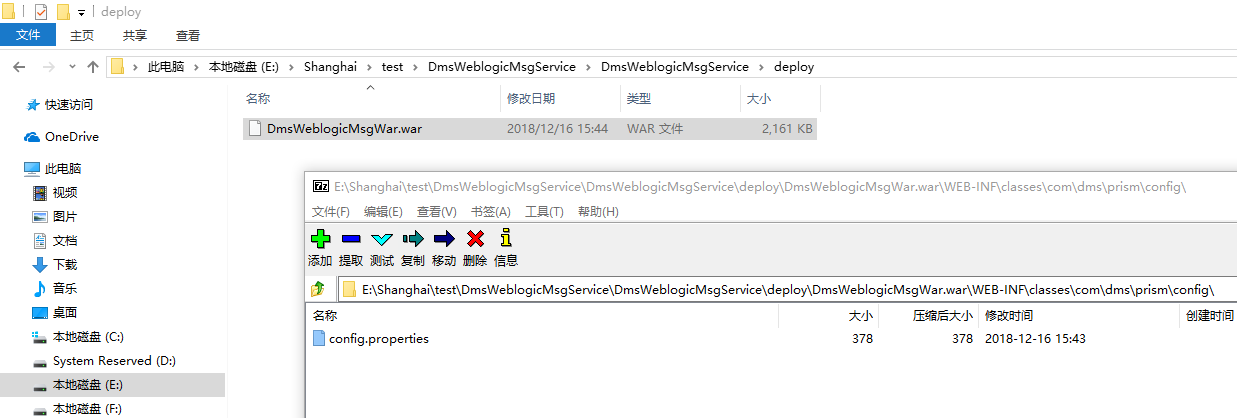 deploy
文件 主页 共享 查看
此电脑 本地磁盘 (E:) Shanghai test DmsWeblogicMsgService DmsWeblogicMsgService deploy
快速访问
OneDrive
此电脑
视频
图片
文档
下载
音乐
桌面
本地磁盘 (C:)
System Reserved (D:)
本地磁盘 (E:)
本地磁盘 (F:)
名称 修改日期 类型 大小
DmsWeblogicMsgWar.war 2018/12/16 15:44 WAR 文件 2,161 KB
7z E:\Shanghai\test\DmsWeblogicMsgService\DmsWeblogicMsgService\deploy\DmsWeblogicMsgWar.war\WEB-INF\classes\com\dms\prism\config\
文件(F) 编辑(E) 查看(V) 书签(A) 工具(T) 帮助(H)
添加 提取 测试 复制 移动 删除 信息
E:\Shanghai\test\DmsWeblogicMsgService\DmsWeblogicMsgService\deploy\DmsWeblogicMsgWar.war\WEB-INF\classes\com\dms\prism\config\
名称 大小 压缩后大小 修改时间 创建时间
config.properties 378 378 2018-12-16 15:43